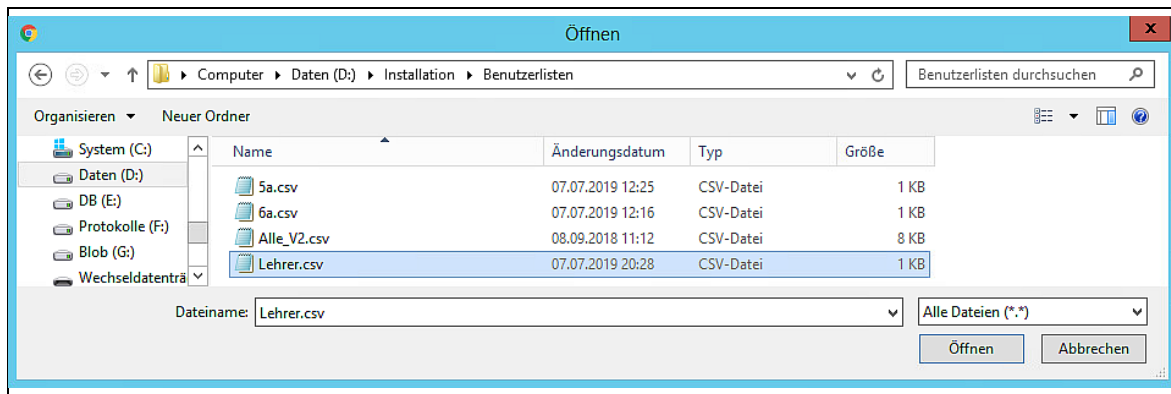 Öffnen
x
Computer ▸ Daten (D:) ▸ Installation ▸ Benutzerlisten
Benutzerlisten durchsuchen
Organisieren Neuer Ordner
System (C:)
Daten (D:)
DB (E:)
Protokolle (F:)
Blob (G:)
Wechseldatenträ
Name Änderungsdatum Typ Größe
5a.csv 07.07.2019 12:25 CSV-Datei 1 KB
6a.csv 07.07.2019 12:16 CSV-Datei 1 KB
Alle_V2.csv 08.09.2018 11:12 CSV-Datei 8 KB
Lehrer.csv 07.07.2019 20:28 CSV-Datei 1 KB
Dateiname: Lehrer.csv Alle Dateien (*.*)
Öffnen Abbrechen